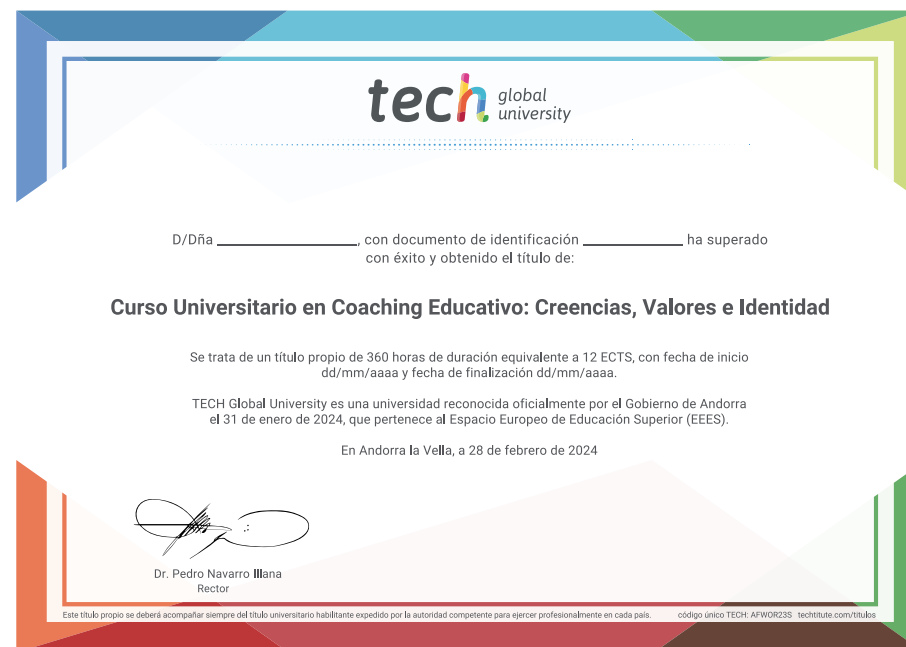 tech global university
D/Dña ____________________, con documento de identificación ______________ ha superado
con éxito y obtenido el título de:
Curso Universitario en Coaching Educativo: Creencias, Valores e Identidad
Se trata de un título propio de 360 horas de duración equivalente a 12 ECTS, con fecha de inicio
dd/mm/aaaa y fecha de finalización dd/mm/aaaa.
TECH Global University es una universidad reconocida oficialmente por el Gobierno de Andorra
el 31 de enero de 2024, que pertenece al Espacio Europeo de Educación Superior (EEES).
En Andorra la Vella, a 28 de febrero de 2024
Dr. Pedro Navarro Illana
Rector
Este título propio se deberá acompañar siempre del título universitario habilitante expedido por la autoridad competente para ejercer profesionalmente en cada país. código único TECH: AFWOR23S techtitute.com/titulos